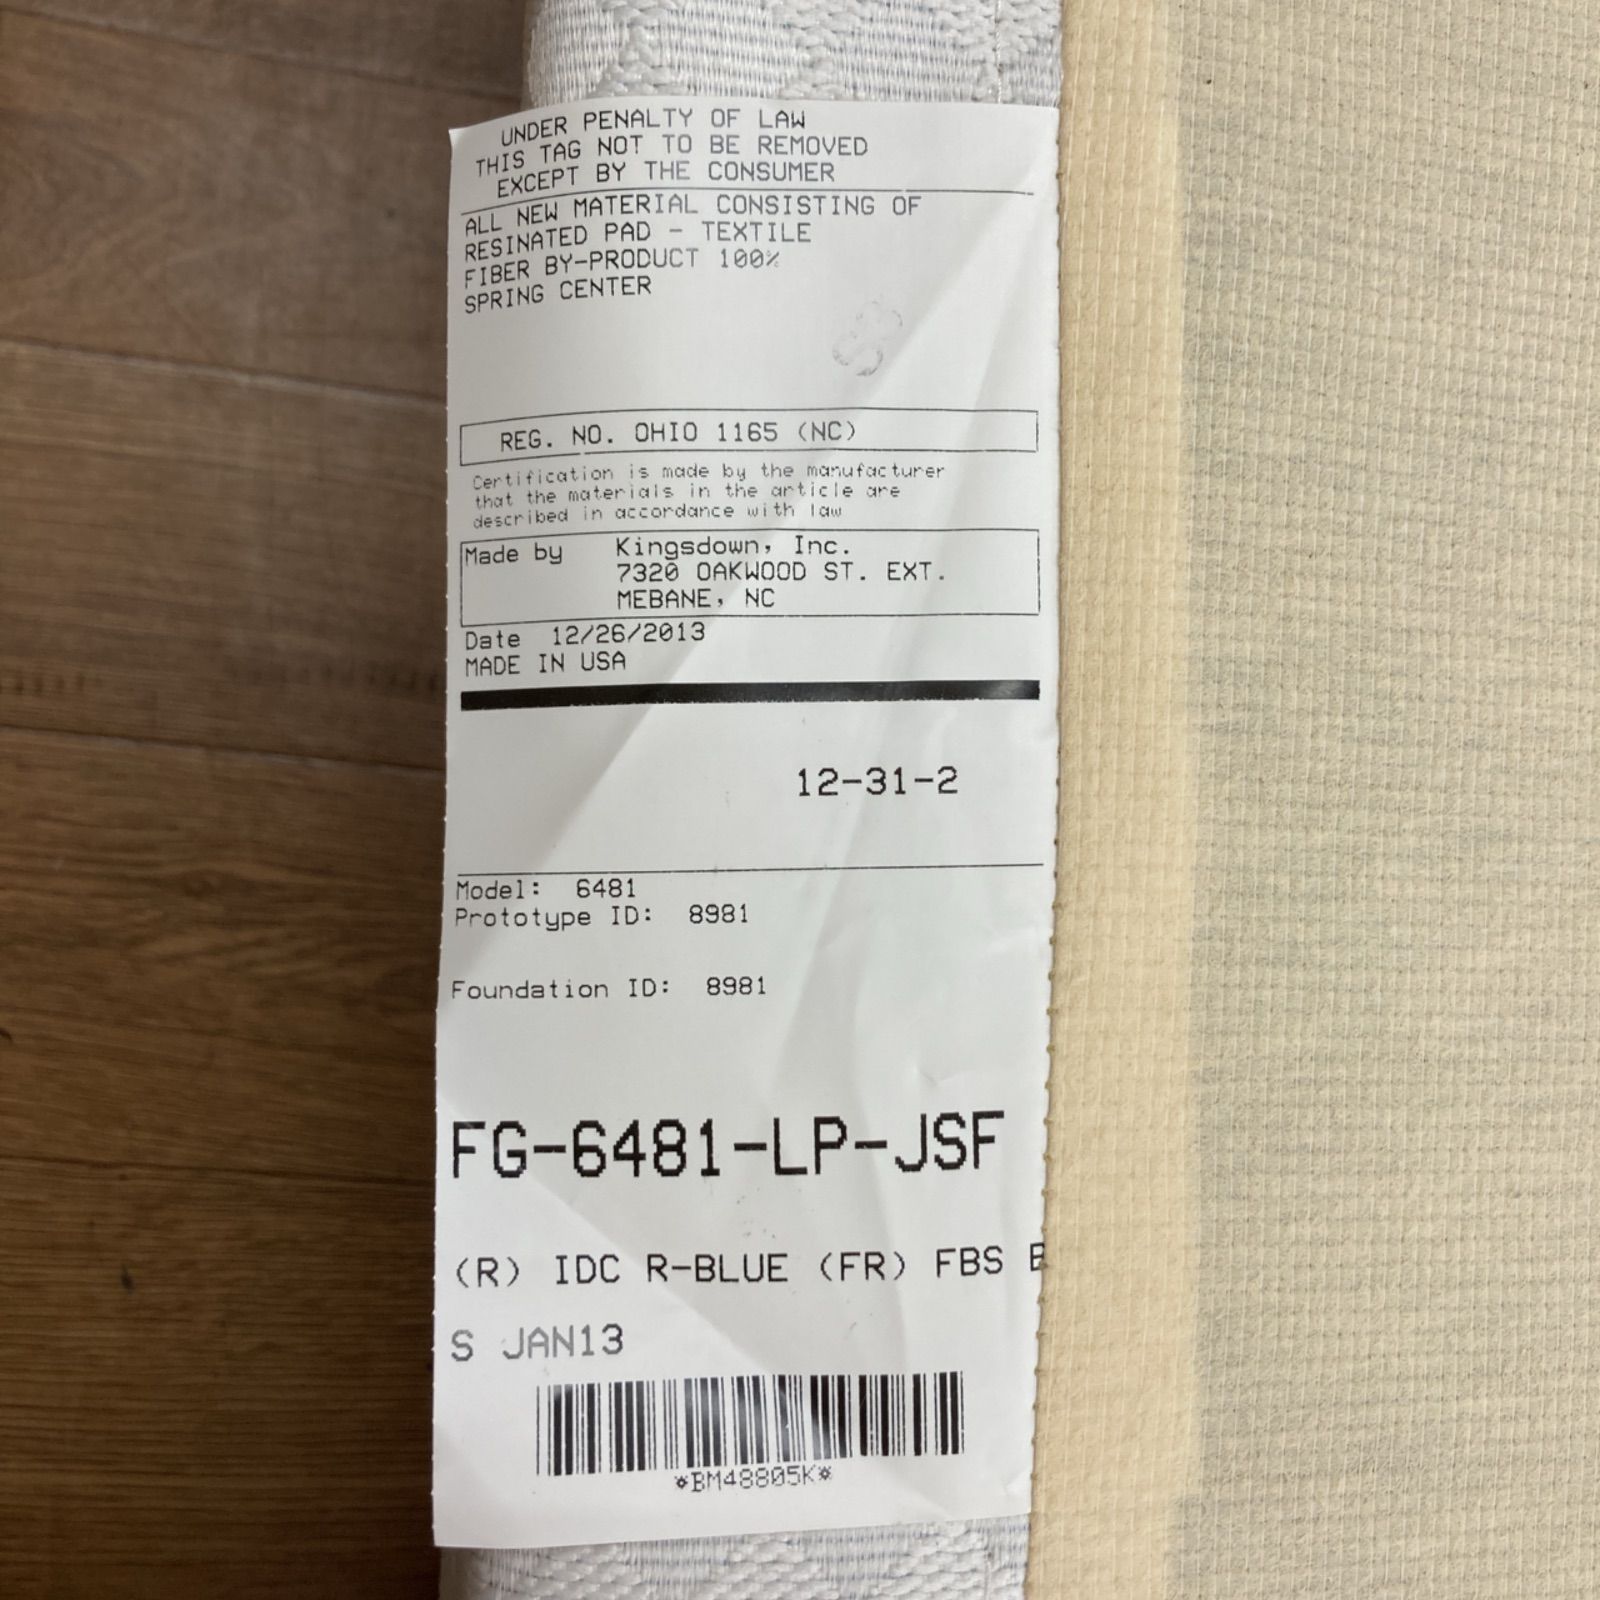 UNDER PENALTY OF LAW
THIS TAG NOT TO BE REMOVED
EXCEPT BY THE CONSUMER
ALL NEW MATERIAL CONSISTING OF
RESINATED PAD - TEXTILE
FIBER BY-PRODUCT 100%
SPRING CENTER
REG. NO. OHIO 1165 (NC)
Certification is made by the manufacturer
that the materials in the article are
described in accordance with law
Made by Kingsdown, Inc.
7320 OAKWOOD ST. EXT.
MEBANE, NC
Date 12/26/2013
MADE IN USA
12-31-2
Model: 6481
Prototype ID: 8981
Foundation ID: 8981
FG-6481-LP-JSF
(R) IDC R-BLUE (FR) FBS
S JAN13
*BM48805K*